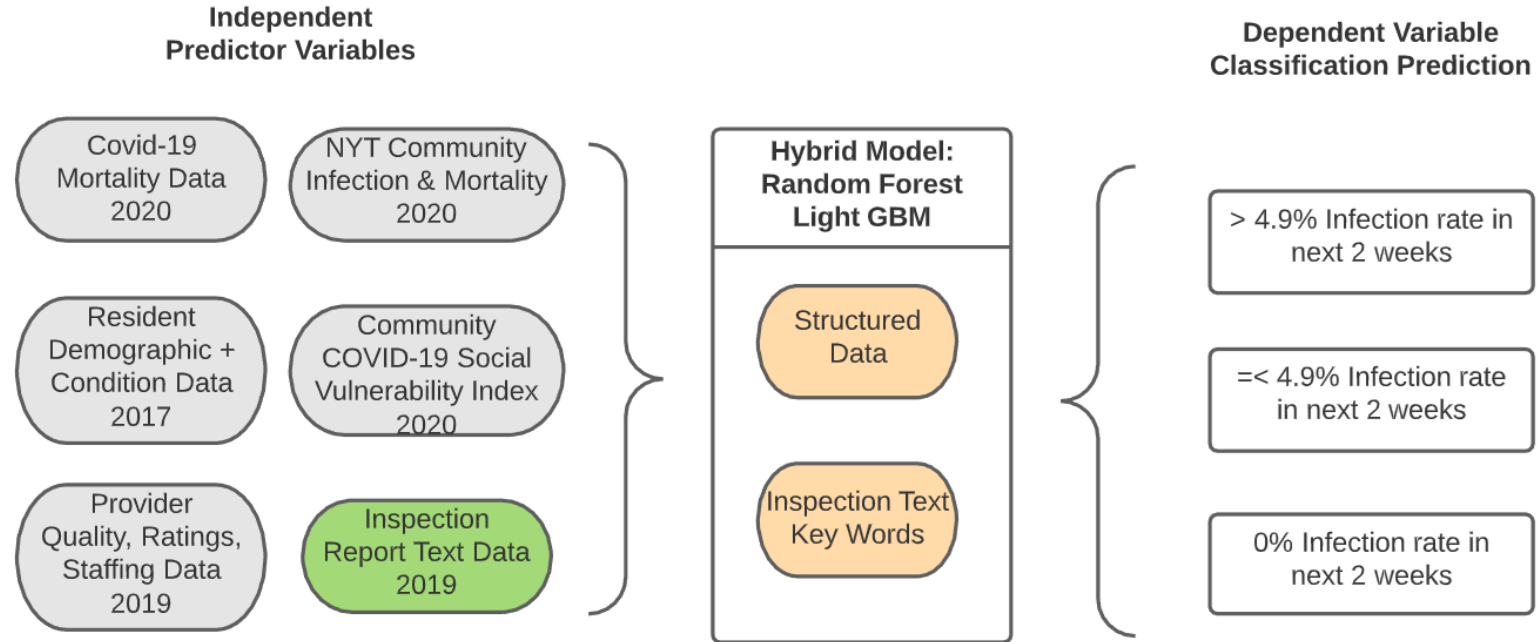 Independent
Predictor Variables
Covid-19
Mortality Data
2020
NYT Community
Infection & Mortality
2020
Resident
Demographic +
Condition Data
2017
Community
COVID-19 Social
Vulnerability Index
2020
Provider
Quality, Ratings,
Staffing Data
2019
Inspection
Report Text Data
2019
Hybrid Model:
Random Forest
Light GBM
Structured
Data
Inspection Text
Key Words
Dependent Variable
Classification Prediction
> 4.9% Infection rate in
next 2 weeks
=< 4.9% Infection rate
in next 2 weeks
0% Infection rate in
next 2 weeks